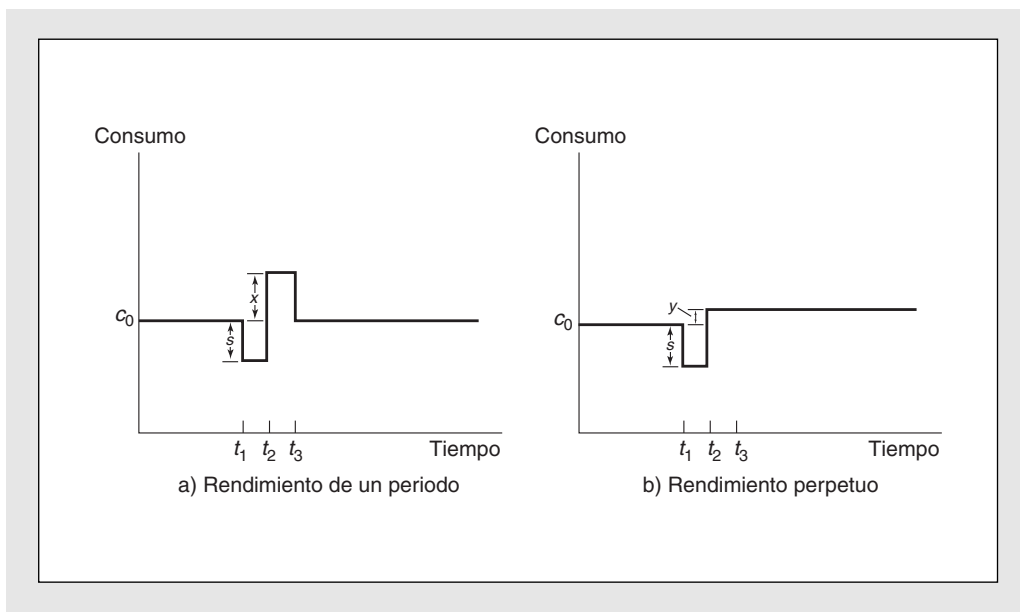 Consumo
c0
x
s
t1 t2 t3
Tiempo
a) Rendimiento de un periodo
Consumo
c0
y
s
t1 t2 t3
Tiempo
b) Rendimiento perpetuo